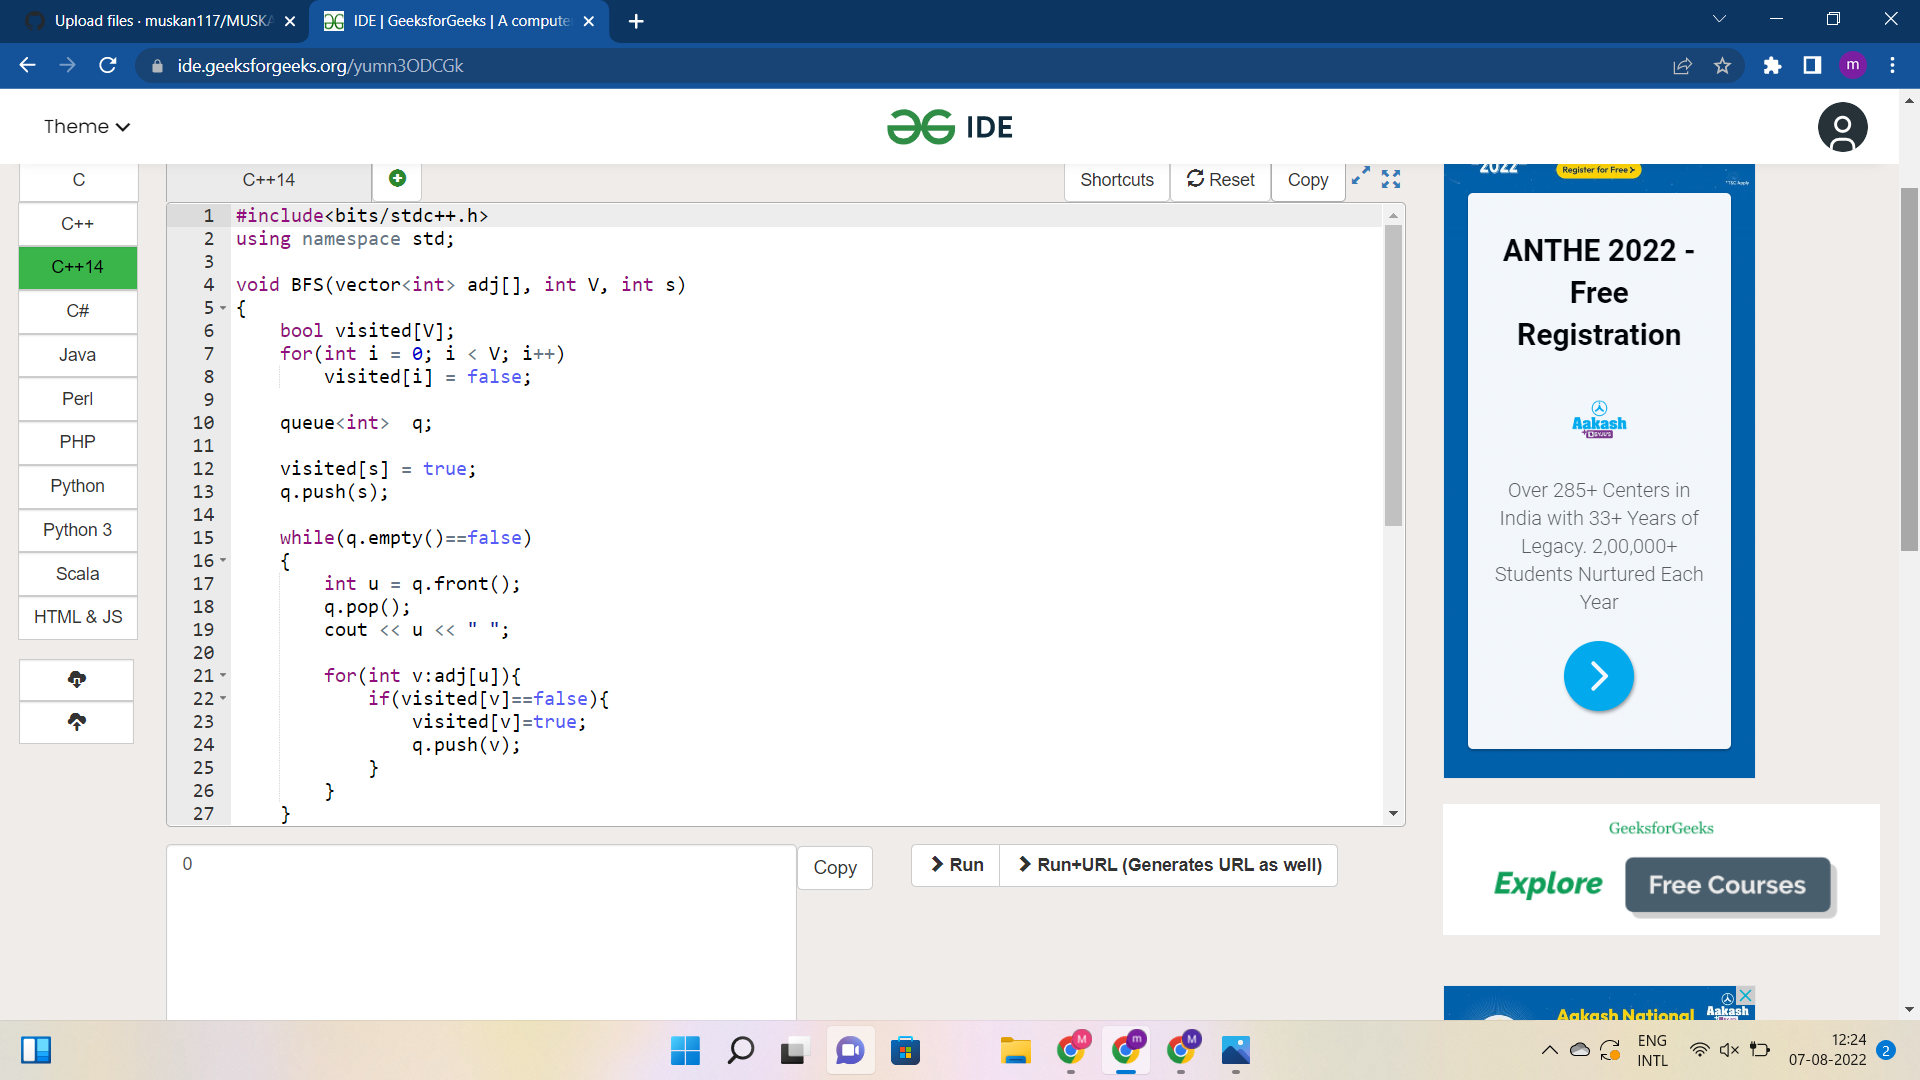 Upload files · muskan117/MUSKA
IDE | GeeksforGeeks | A compute
ide.geeksforgeeks.org/yumn3ODCGk
m
Theme
IDE
C
C++
C++14
C#
Java
Perl
PHP
Python
Python 3
Scala
HTML & JS
C++14
Shortcuts
Reset
Copy
1 #include<bits/stdc++.h>
2 using namespace std;
3
4 void BFS(vector<int> adj[], int V, int s)
5 {
6     bool visited[V];
7     for(int i = 0; i < V; i++)
8         visited[i] = false;
9
10     queue<int>  q;
11
12     visited[s] = true;
13     q.push(s);
14
15     while(q.empty()==false)
16     {
17         int u = q.front();
18         q.pop();
19         cout << u << " ";
20
21         for(int v:adj[u]){
22             if(visited[v]==false){
23                 visited[v]=true;
24                 q.push(v);
25             }
26         }
27     }
0
Copy
Run
Run+URL (Generates URL as well)
2022
Register for Free
*T&C Apply
ANTHE 2022 -
Free
Registration
Aakash
BYJU'S
Over 285+ Centers in
India with 33+ Years of
Legacy. 2,00,000+
Students Nurtured Each
Year
GeeksforGeeks
Explore
Free Courses
Aakash National
Aakash
M
m
M
ENG
INTL
12:24
07-08-2022
2